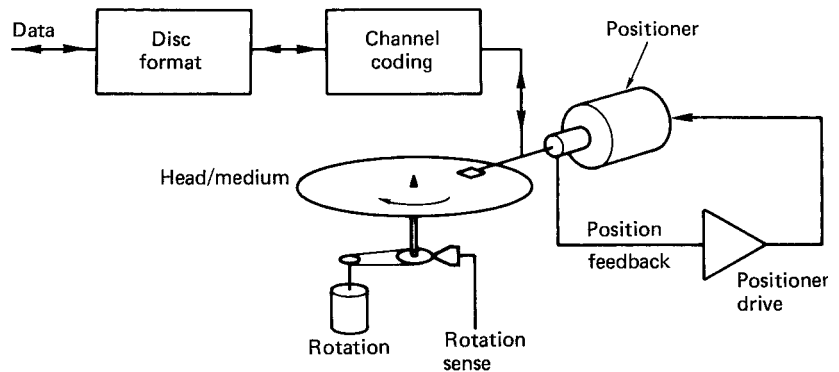 Data
Disc
format
Channel
coding
Positioner
Head/medium
Position
feedback
Positioner
drive
Rotation
Rotation
sense